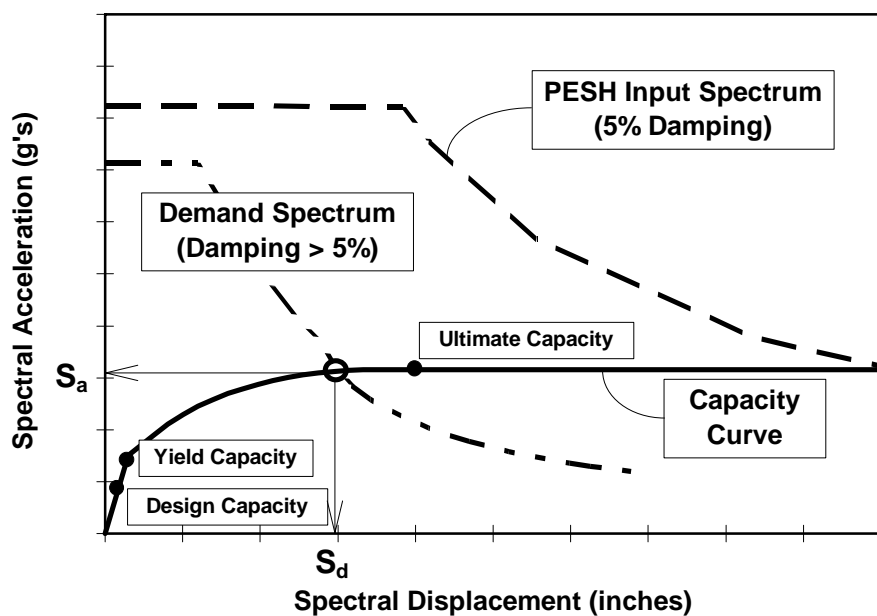 PESH Input Spectrum
(5% Damping)
Demand Spectrum
(Damping > 5%)
Ultimate Capacity
Capacity
Curve
Yield Capacity
Design Capacity
Spectral Acceleration (g's)
Sa
Sd
Spectral Displacement (inches)